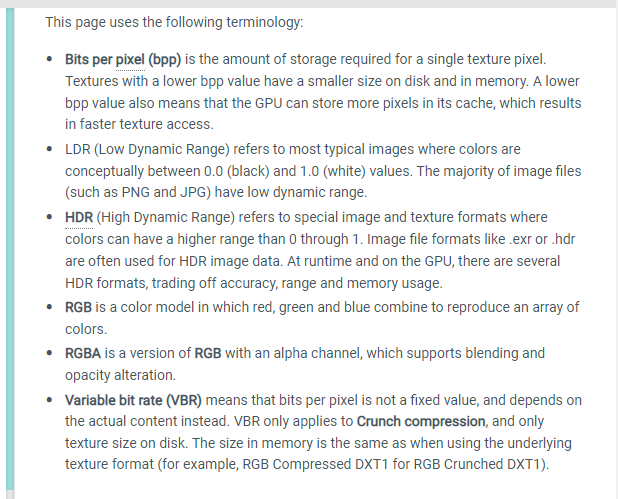 This page uses the following terminology:
• Bits per pixel (bpp) is the amount of storage required for a single texture pixel.
Textures with a lower bpp value have a smaller size on disk and in memory. A lower
bpp value also means that the GPU can store more pixels in its cache, which results
in faster texture access.
• LDR (Low Dynamic Range) refers to most typical images where colors are
conceptually between 0.0 (black) and 1.0 (white) values. The majority of image files
(such as PNG and JPG) have low dynamic range.
• HDR (High Dynamic Range) refers to special image and texture formats where
colors can have a higher range than 0 through 1. Image file formats like .exr or .hdr
are often used for HDR image data. At runtime and on the GPU, there are several
HDR formats, trading off accuracy, range and memory usage.
• RGB is a color model in which red, green and blue combine to reproduce an array of
colors.
• RGBA is a version of RGB with an alpha channel, which supports blending and
opacity alteration.
• Variable bit rate (VBR) means that bits per pixel is not a fixed value, and depends on
the actual content instead. VBR only applies to Crunch compression, and only
texture size on disk. The size in memory is the same as when using the underlying
texture format (for example, RGB Compressed DXT1 for RGB Crunched DXT1).